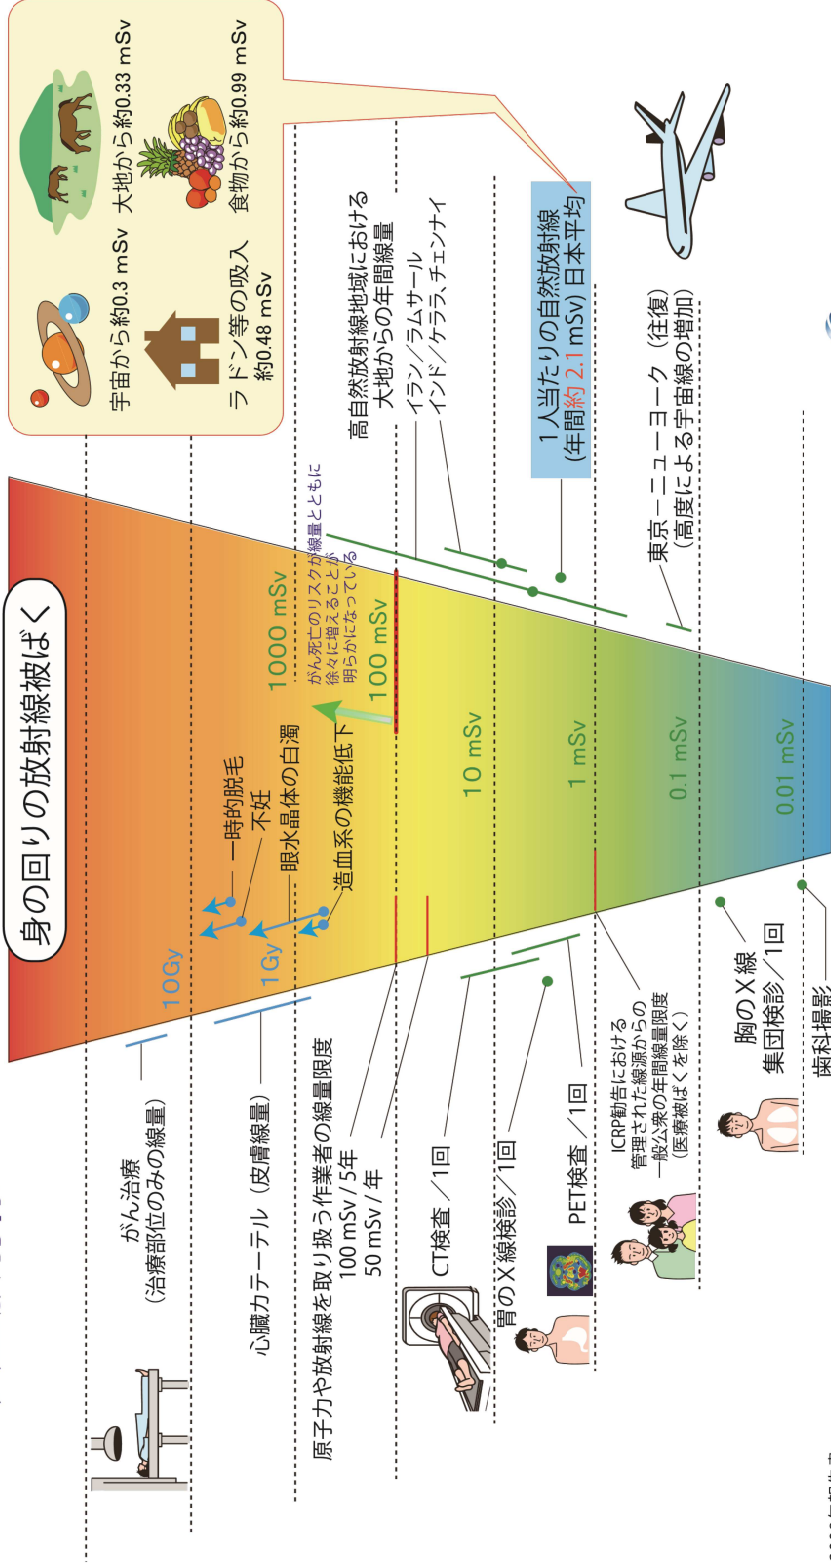 身の回りの放射線被ばく
宇宙から約0.3 mSv
大地から約0.33 mSv
ラドン等の吸入
約0.48 mSv
食物から約0.99 mSv
10Gy
1Gy
1000 mSv
100 mSv
10 mSv
1 mSv
0.1 mSv
0.01 mSv
一時的脱毛
不妊
眼水晶体の白濁
造血系の機能低下
がん死亡のリスクが線量とともに
徐々に増えることが
明らかになっている
がん治療
(治療部位のみの線量)
心臓カテーテル(皮膚線量)
原子力や放射線を取り扱う作業者の線量限度
100 mSv / 5年
50 mSv / 年
CT検査/1回
胃のX線検診/1回
PET検査/1回
ICRP勧告における
管理された線源からの
一般公衆の年間線量限度
(医療被ばくを除く)
胸のX線
集団検診/1回
歯科撮影
高自然放射線地域における
大地からの年間線量
イラン/ラムサール
インド/ケララ、チェンナイ
1人当たりの自然放射線
(年間約 2.1 mSv) 日本平均
東京－ニューヨーク(往復)
(高度による宇宙線の増加)